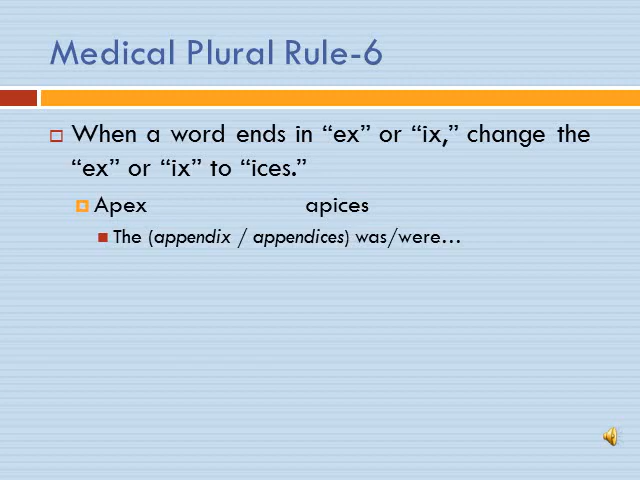 Medical Plural Rule-6
When a word ends in “ex” or “ix,” change the
“ex” or “ix” to “ices.”
Apex apices
The (appendix / appendices) was/were…